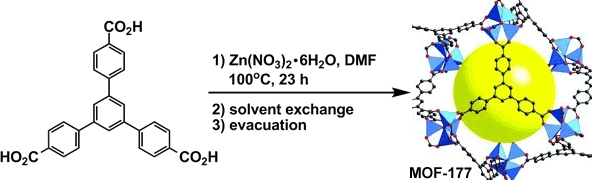 CO₂H
1) Zn(NO₃)₂•6H₂O, DMF
100°C, 23 h
2) solvent exchange
3) evacuation
HO₂C
CO₂H
MOF-177